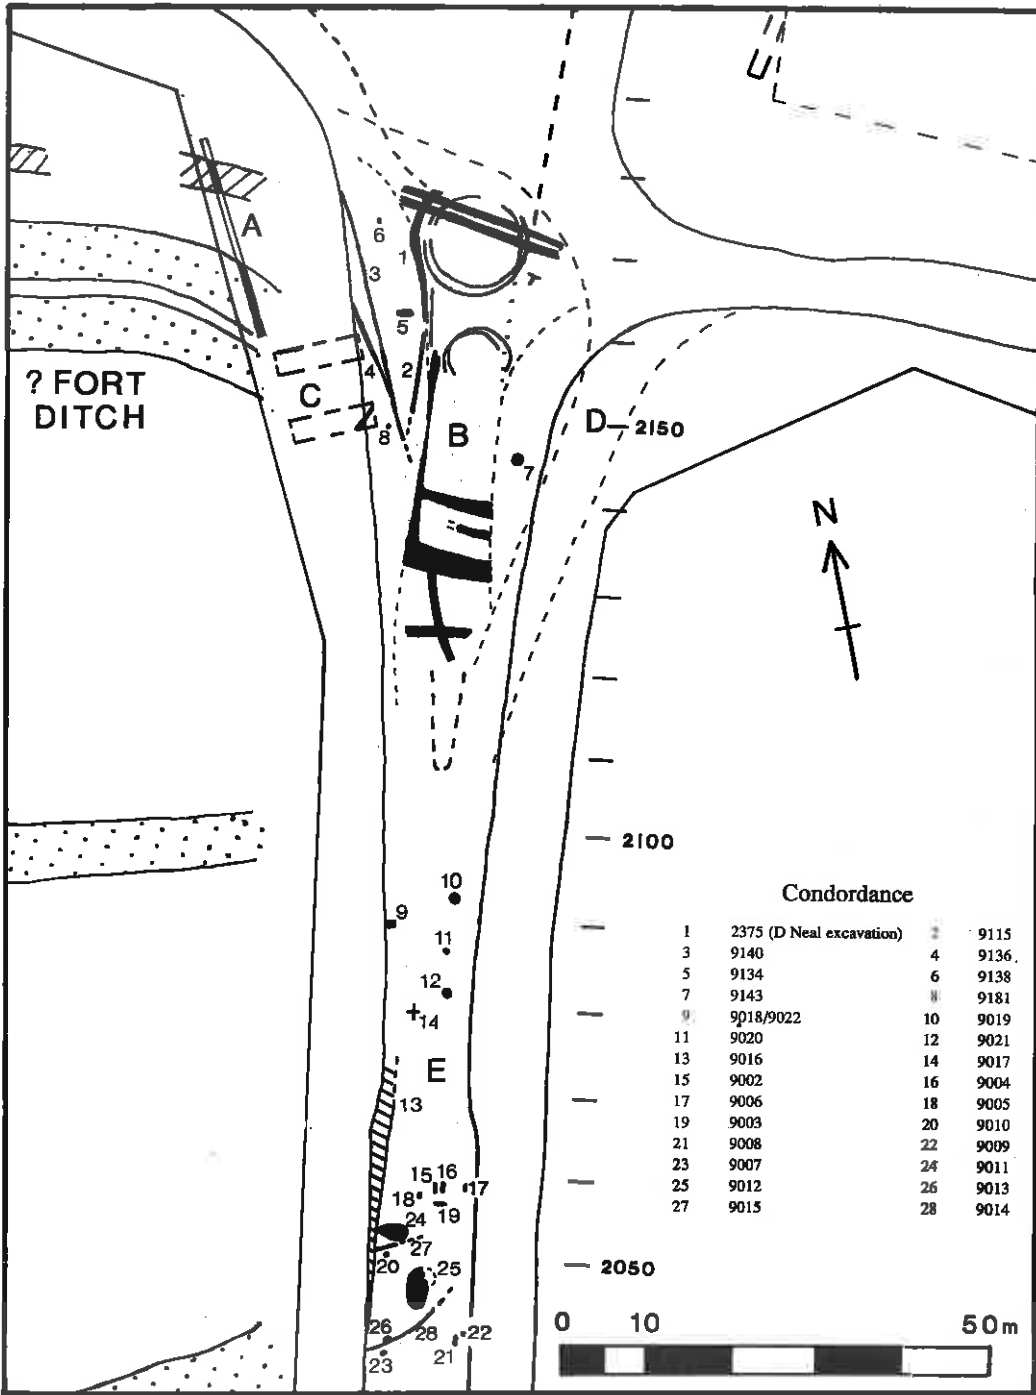 6
A
1
3
5
? FORT
DITCH
4
2
C
8
B
D
2150
7
N
2100
10
9
11
12
14
E
13
15 16
17
18
19
24
27
20
25
2050
26
28
22
23
21
Condordance
1 2375 (D Neal excavation) 2 9115
3 9140 4 9136
5 9134 6 9138
7 9143 8 9181
9 9018/9022 10 9019
11 9020 12 9021
13 9016 14 9017
15 9002 16 9004
17 9006 18 9005
19 9003 20 9010
21 9008 22 9009
23 9007 24 9011
25 9012 26 9013
27 9015 28 9014
0 10 50m